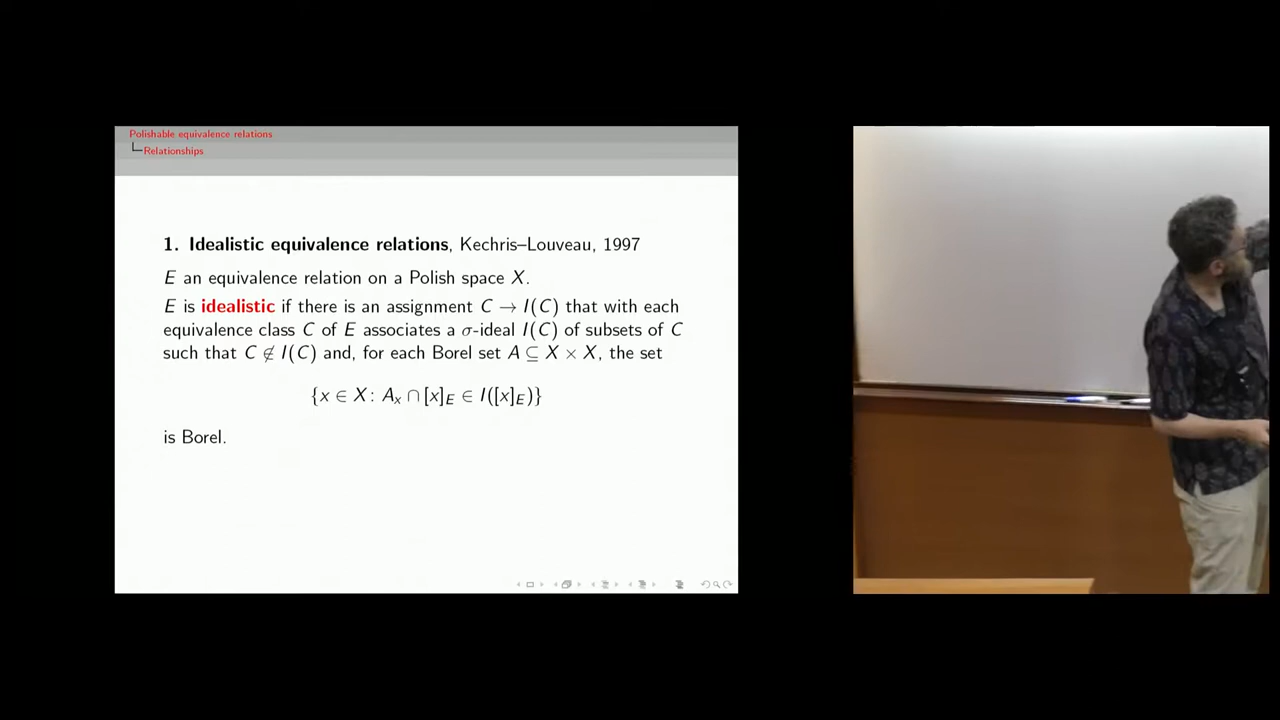 Polishable equivalence relations
Relationships
1. Idealistic equivalence relations, Kechris–Louveau, 1997
E an equivalence relation on a Polish space X.
E is idealistic if there is an assignment C → I(C) that with each
equivalence class C of E associates a σ-ideal I(C) of subsets of C
such that C ∉ I(C) and, for each Borel set A ⊆ X × X, the set
{x ∈ X : A_x ∩ [x]_E ∈ I([x]_E)}
is Borel.